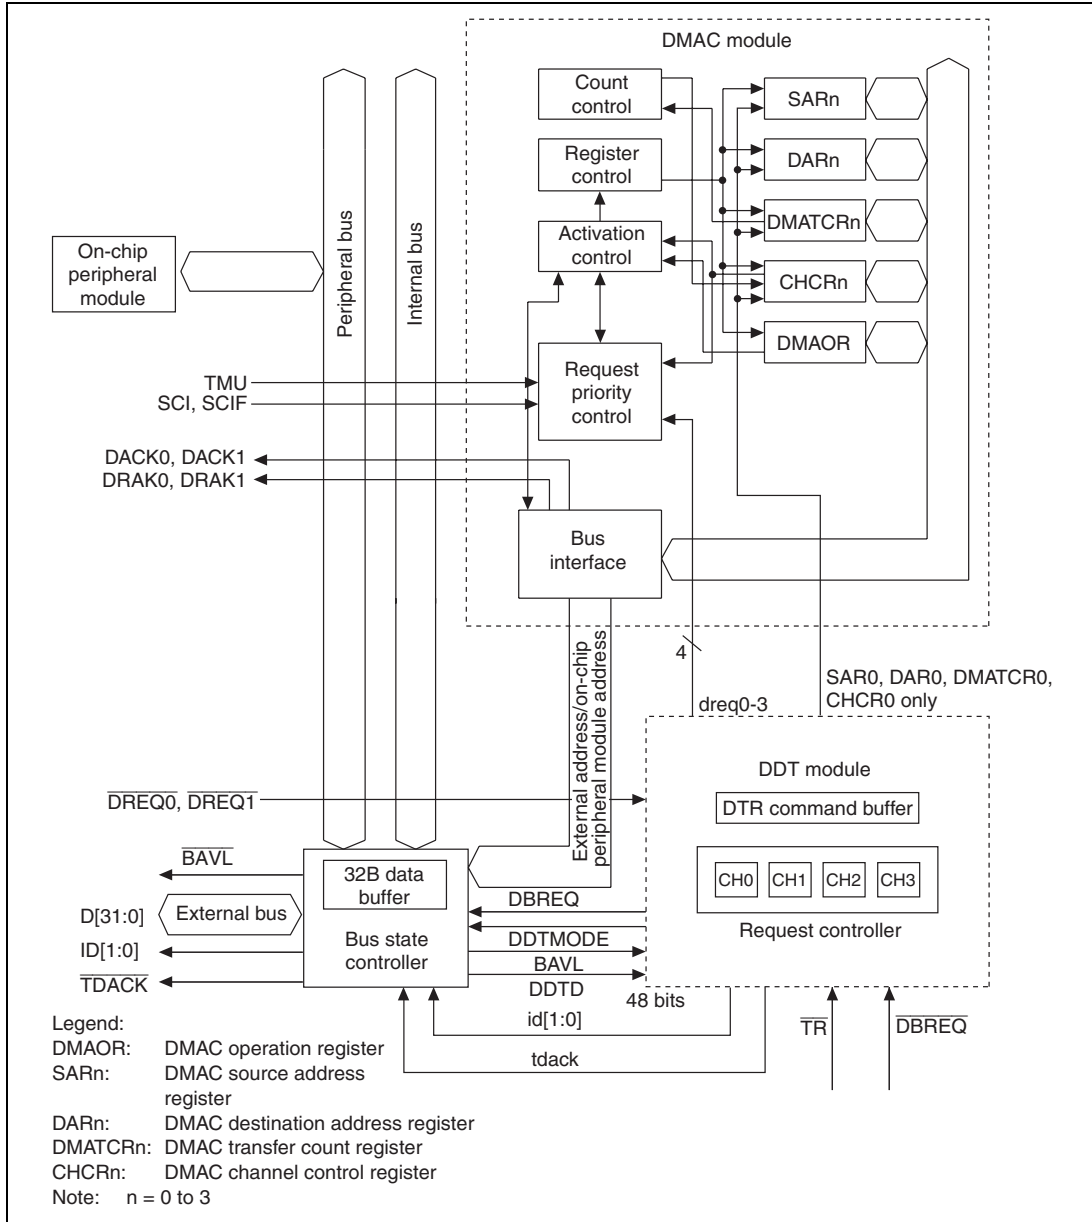 DMAC module
Count
control
SARn
Register
control
DARn
On-chip
peripheral
module
Peripheral bus
Internal bus
Activation
control
DMATCRn
CHCRn
DMAOR
TMU
SCI, SCIF
Request
priority
control
DACK0, DACK1
DRAK0, DRAK1
Bus
interface
External address/on-chip
peripheral module address
4
dreq0-3
SAR0, DAR0, DMATCR0,
CHCR0 only
DREQ0, DREQ1
DDT module
DTR command buffer
CH0 CH1 CH2 CH3
Request controller
BAVL
32B data
buffer
D[31:0]
External bus
ID[1:0]
Bus state
controller
TDACK
DBREQ
DDTMODE
BAVL
DDTD
48 bits
id[1:0]
tdack
TR
DBREQ
Legend:
DMAOR: DMAC operation register
SARn: DMAC source address
register
DARn: DMAC destination address register
DMATCRn: DMAC transfer count register
CHCRn: DMAC channel control register
Note: n = 0 to 3